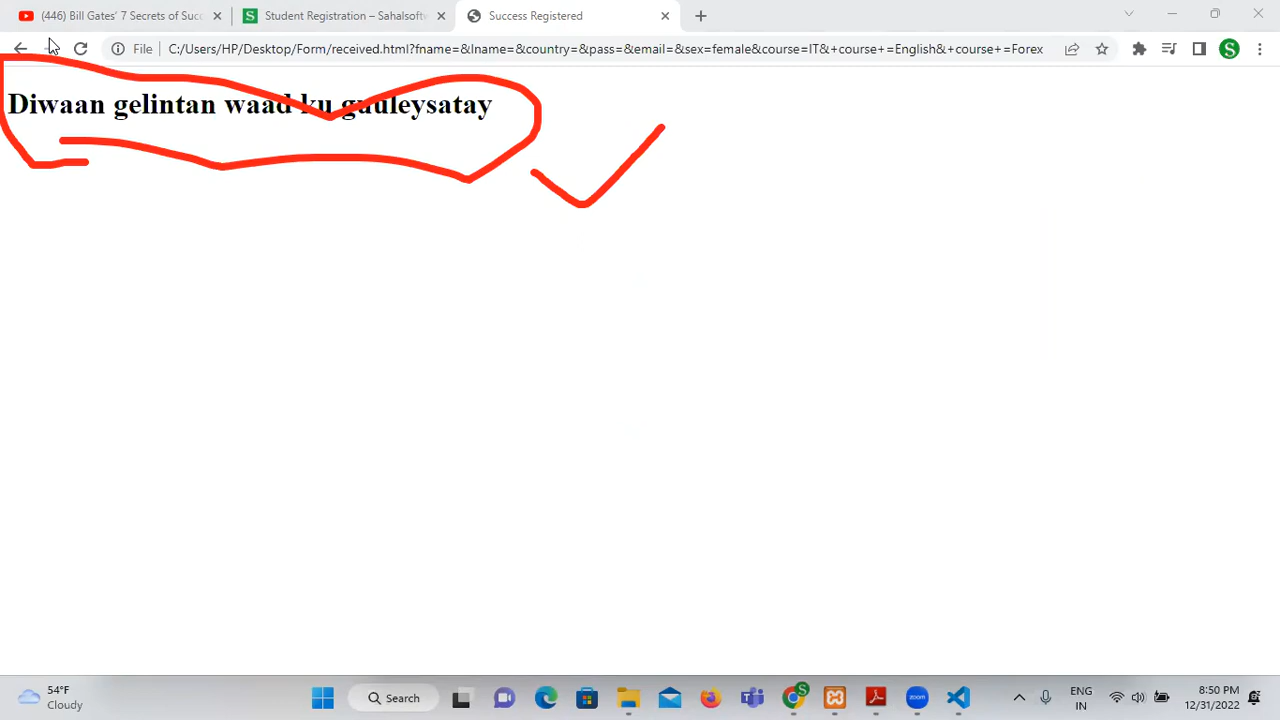 (446) Bill Gates' 7 Secrets of Succ
Student Registration – Sahalsoftw
Success Registered
File
C:/Users/HP/Desktop/Form/received.html?fname=&lname=&country=&pass=&email=&sex=female&course=IT&+course+=English&+course+=Forex
S
Diwaan gelintan waad ku guuleysatay
54°F
Cloudy
Search
zoom
ENG
IN
8:50 PM
12/31/2022